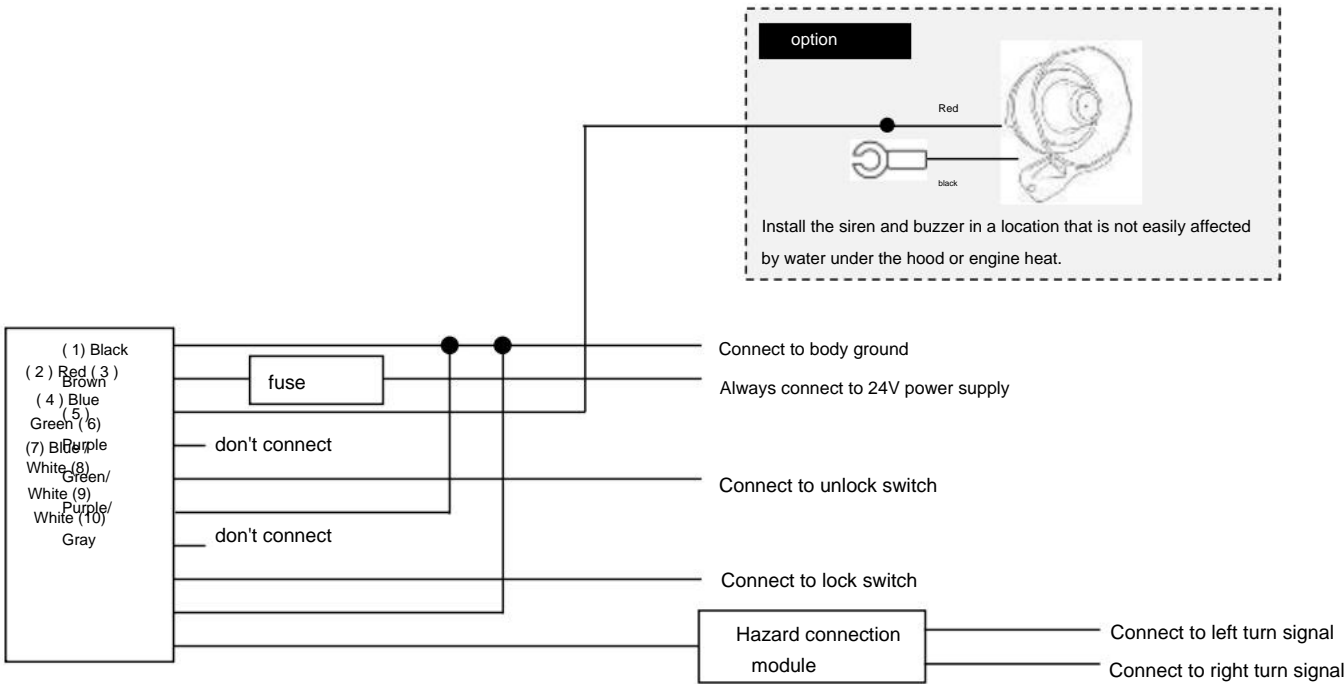 option
Red
black
Install the siren and buzzer in a location that is not easily affected
by water under the hood or engine heat.
( 1) Black
( 2 ) Red ( 3 )
Brown
( 4 ) Blue
( 5 )
Green ( 6)
Purple
(7) Blue /
White (8)
Green/
White (9)
Purple/
White (10)
Gray
fuse
don't connect
don't connect
Connect to body ground
Always connect to 24V power supply
Connect to unlock switch
Connect to lock switch
Hazard connection
module
Connect to left turn signal
Connect to right turn signal